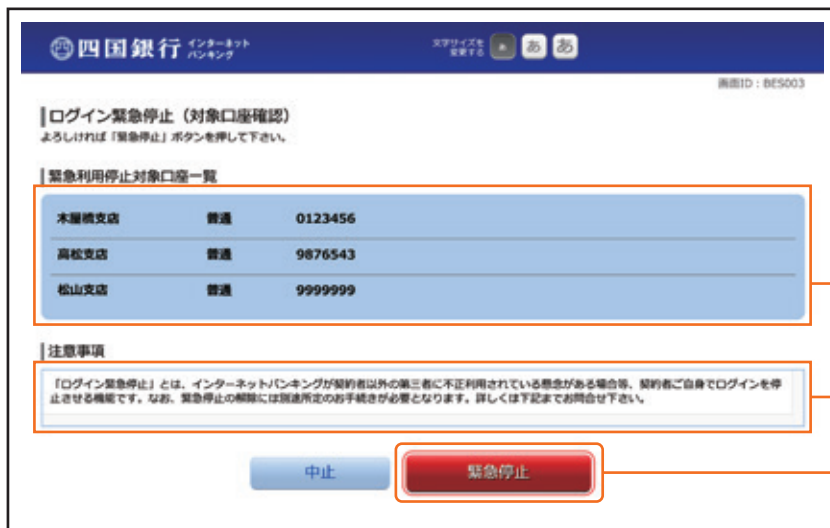 四国銀行 インターネット
バンキング
文字サイズを
変更する あ あ あ
画面ID：BES003
ログイン緊急停止（対象口座確認）
よろしければ「緊急停止」ボタンを押して下さい。
緊急利用停止対象口座一覧
木屋橋支店 普通 0123456
高松支店 普通 9876543
松山支店 普通 9999999
注意事項
「ログイン緊急停止」とは、インターネットバンキングが契約者以外の第三者に不正利用されている懸念がある場合等、契約者ご自身でログインを停
止させる機能です。なお、緊急停止の解除には別途所定のお手続きが必要となります。詳しくは下記までお問合せ下さい。
中止 緊急停止